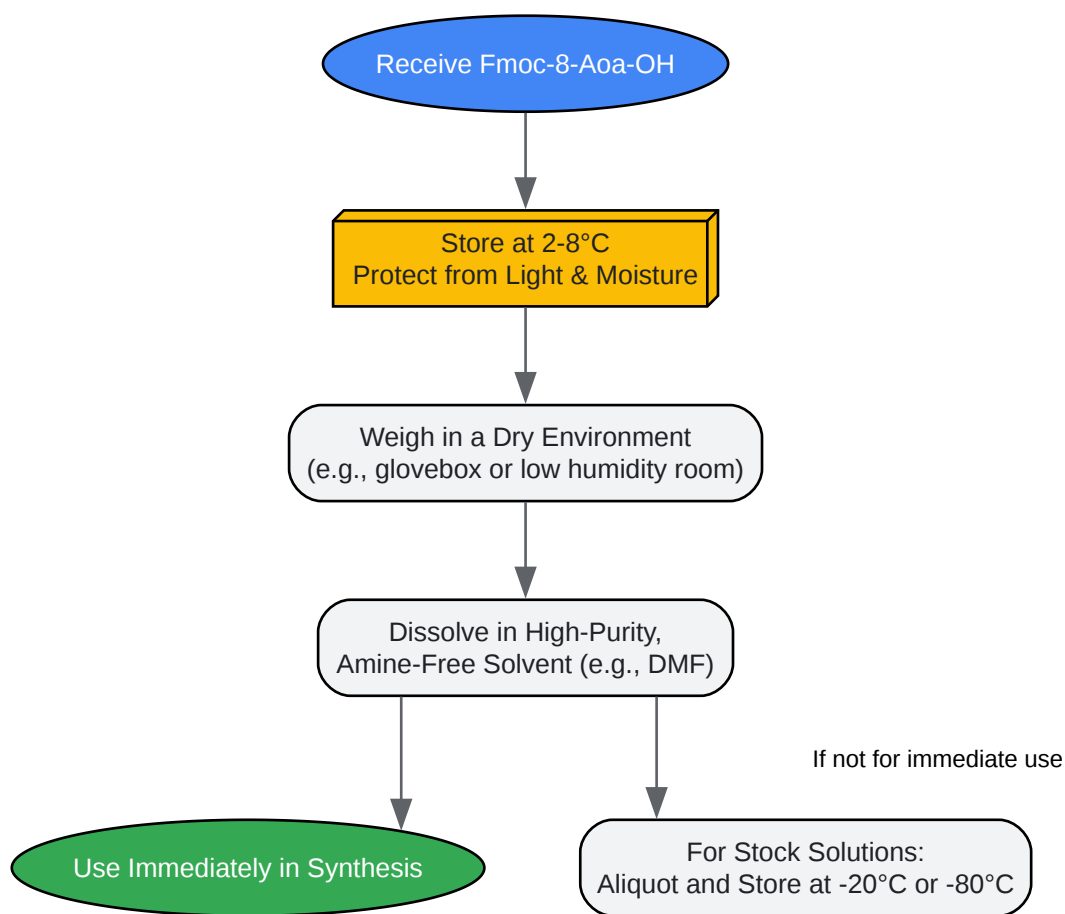 Receive Fmoc-8-Aoa-OH
Store at 2-8°C
Protect from Light & Moisture
Weigh in a Dry Environment
(e.g., glovebox or low humidity room)
Dissolve in High-Purity,
Amine-Free Solvent (e.g., DMF)
If not for immediate use
Use Immediately in Synthesis
For Stock Solutions:
Aliquot and Store at -20°C or -80°C